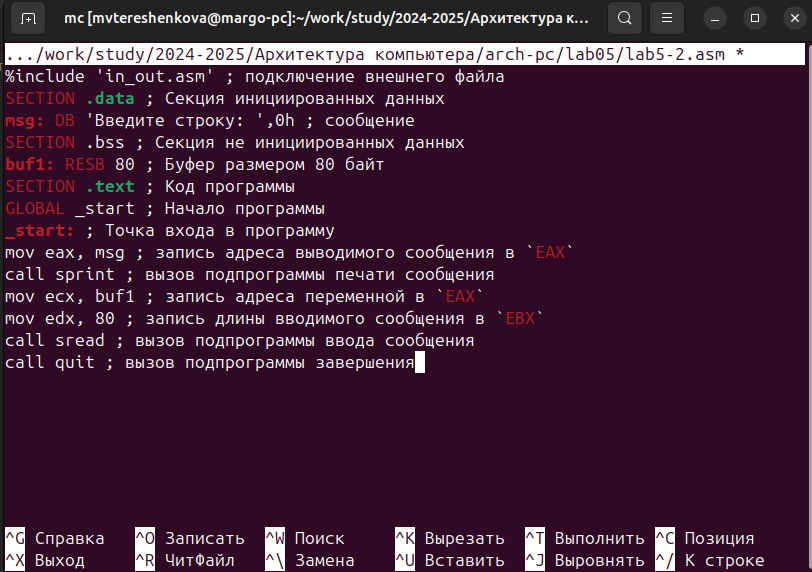 mc [mvtereshenkova@margo-pc]:~/work/study/2024-2025/Архитектура к...
.../work/study/2024-2025/Архитектура компьютера/arch-pc/lab05/lab5-2.asm *
%include 'in_out.asm' ; подключение внешнего файла
SECTION .data ; Секция инициированных данных
msg: DB 'Введите строку: ',0h ; сообщение
SECTION .bss ; Секция не инициированных данных
buf1: RESB 80 ; Буфер размером 80 байт
SECTION .text ; Код программы
GLOBAL _start ; Начало программы
_start: ; Точка входа в программу
mov eax, msg ; запись адреса выводимого сообщения в `EAX`
call sprint ; вызов подпрограммы печати сообщения
mov ecx, buf1 ; запись адреса переменной в `EAX`
mov edx, 80 ; запись длины вводимого сообщения в `EBX`
call sread ; вызов подпрограммы ввода сообщения
call quit ; вызов подпрограммы завершения
^G Справка ^O Записать ^W Поиск ^K Вырезать ^T Выполнить ^C Позиция
^X Выход ^R ЧитФайл ^\ Замена ^U Вставить ^J Выровнять ^/ К строке